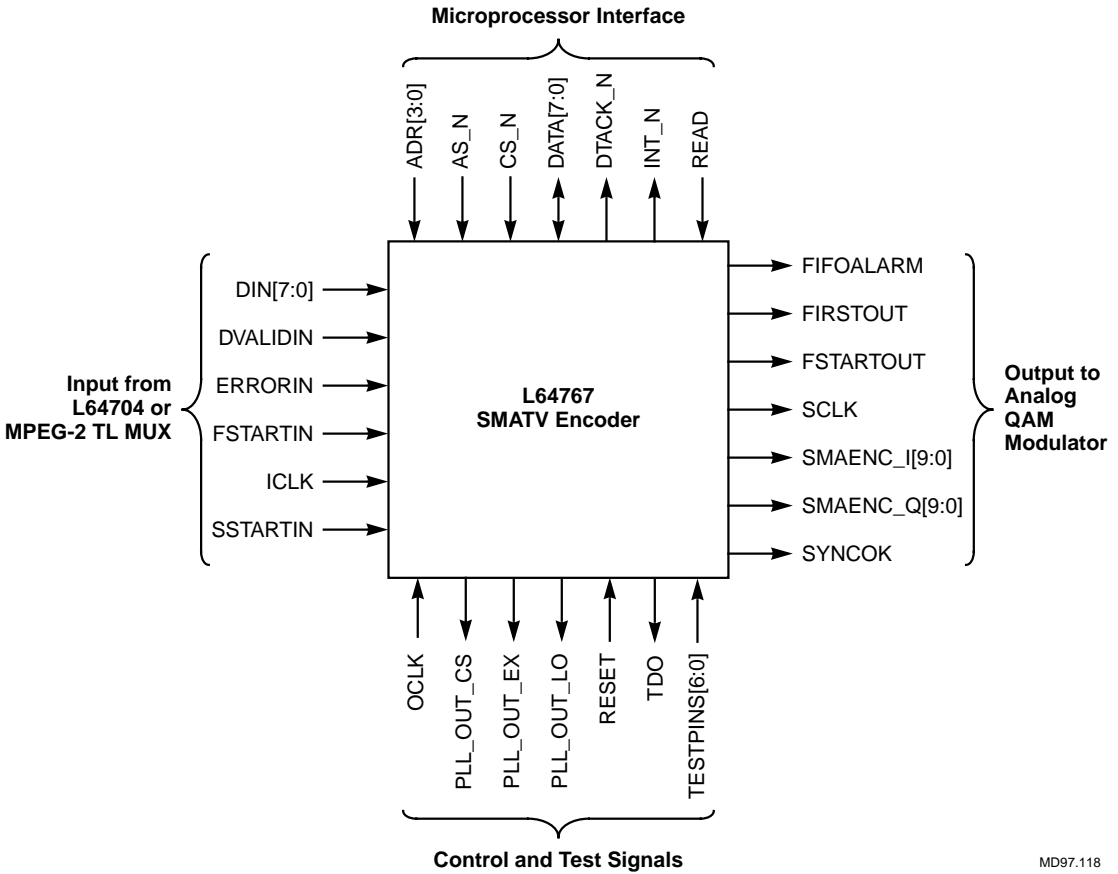 Microprocessor Interface
ADR[3:0]
AS_N
CS_N
DATA[7:0]
DTACK_N
INT_N
READ
Input from
L64704 or
MPEG-2 TL MUX
DIN[7:0]
DVALIDIN
ERRORIN
FSTARTIN
ICLK
SSTARTIN
L64767
SMATV Encoder
FIFOALARM
FIRSTOUT
FSTARTOUT
SCLK
SMAENC_I[9:0]
SMAENC_Q[9:0]
SYNCOK
Output to
Analog
QAM
Modulator
OCLK
PLL_OUT_CS
PLL_OUT_EX
PLL_OUT_LO
RESET
TDO
TESTPINS[6:0]
Control and Test Signals
MD97.118